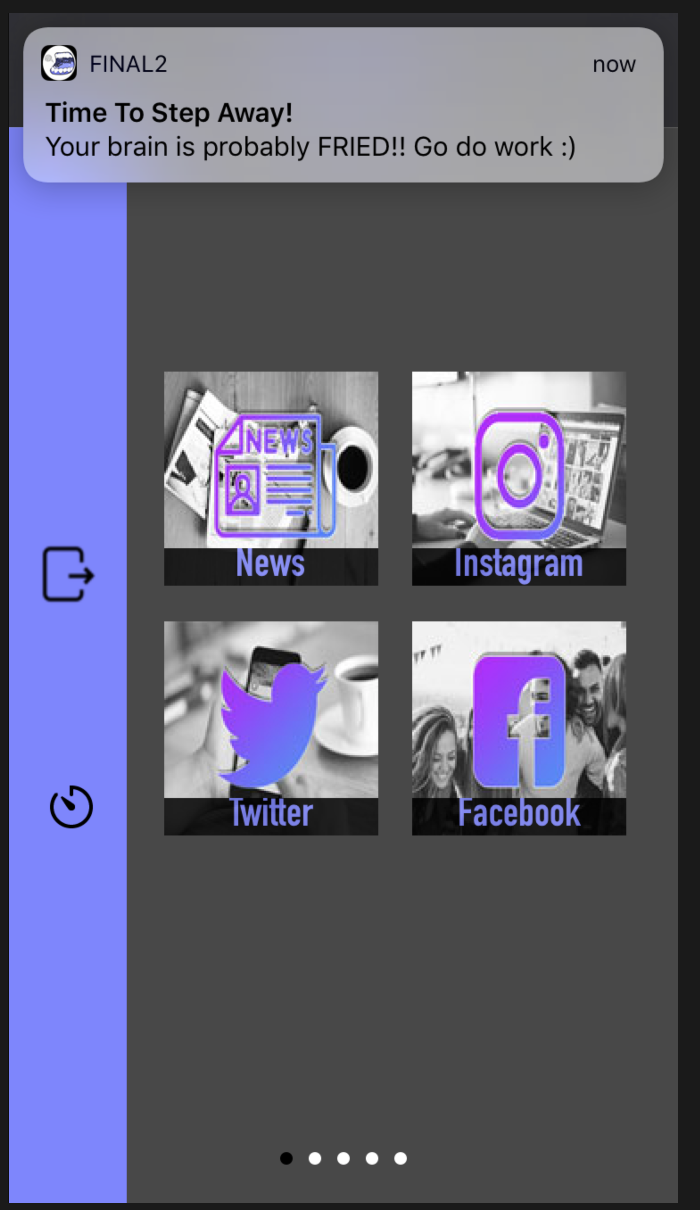 FINAL2
now
Time To Step Away!
Your brain is probably FRIED!! Go do work :)
NEWS
News
Instagram
Twitter
Facebook